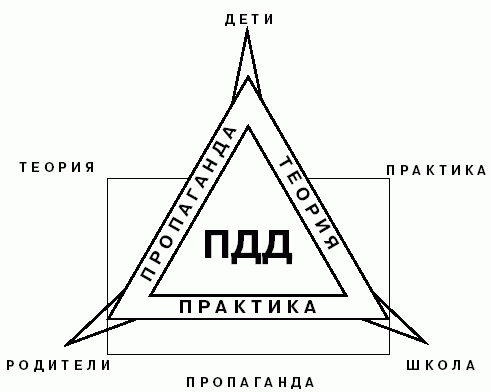 ДЕТИ
ТЕОРИЯ
ПРАКТИКА
ПРОПАГАНДА
ТЕОРИЯ
ПДД
ПРАКТИКА
РОДИТЕЛИ
ШКОЛА
ПРОПАГАНДА